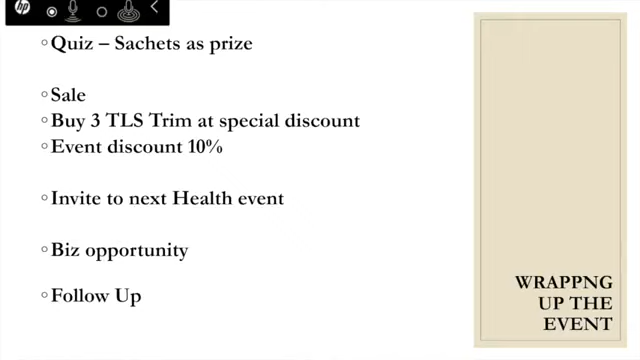 hp
Quiz – Sachets as prize
Sale
Buy 3 TLS Trim at special discount
Event discount 10%
Invite to next Health event
Biz opportunity
Follow Up
WRAPPNG
UP THE
EVENT